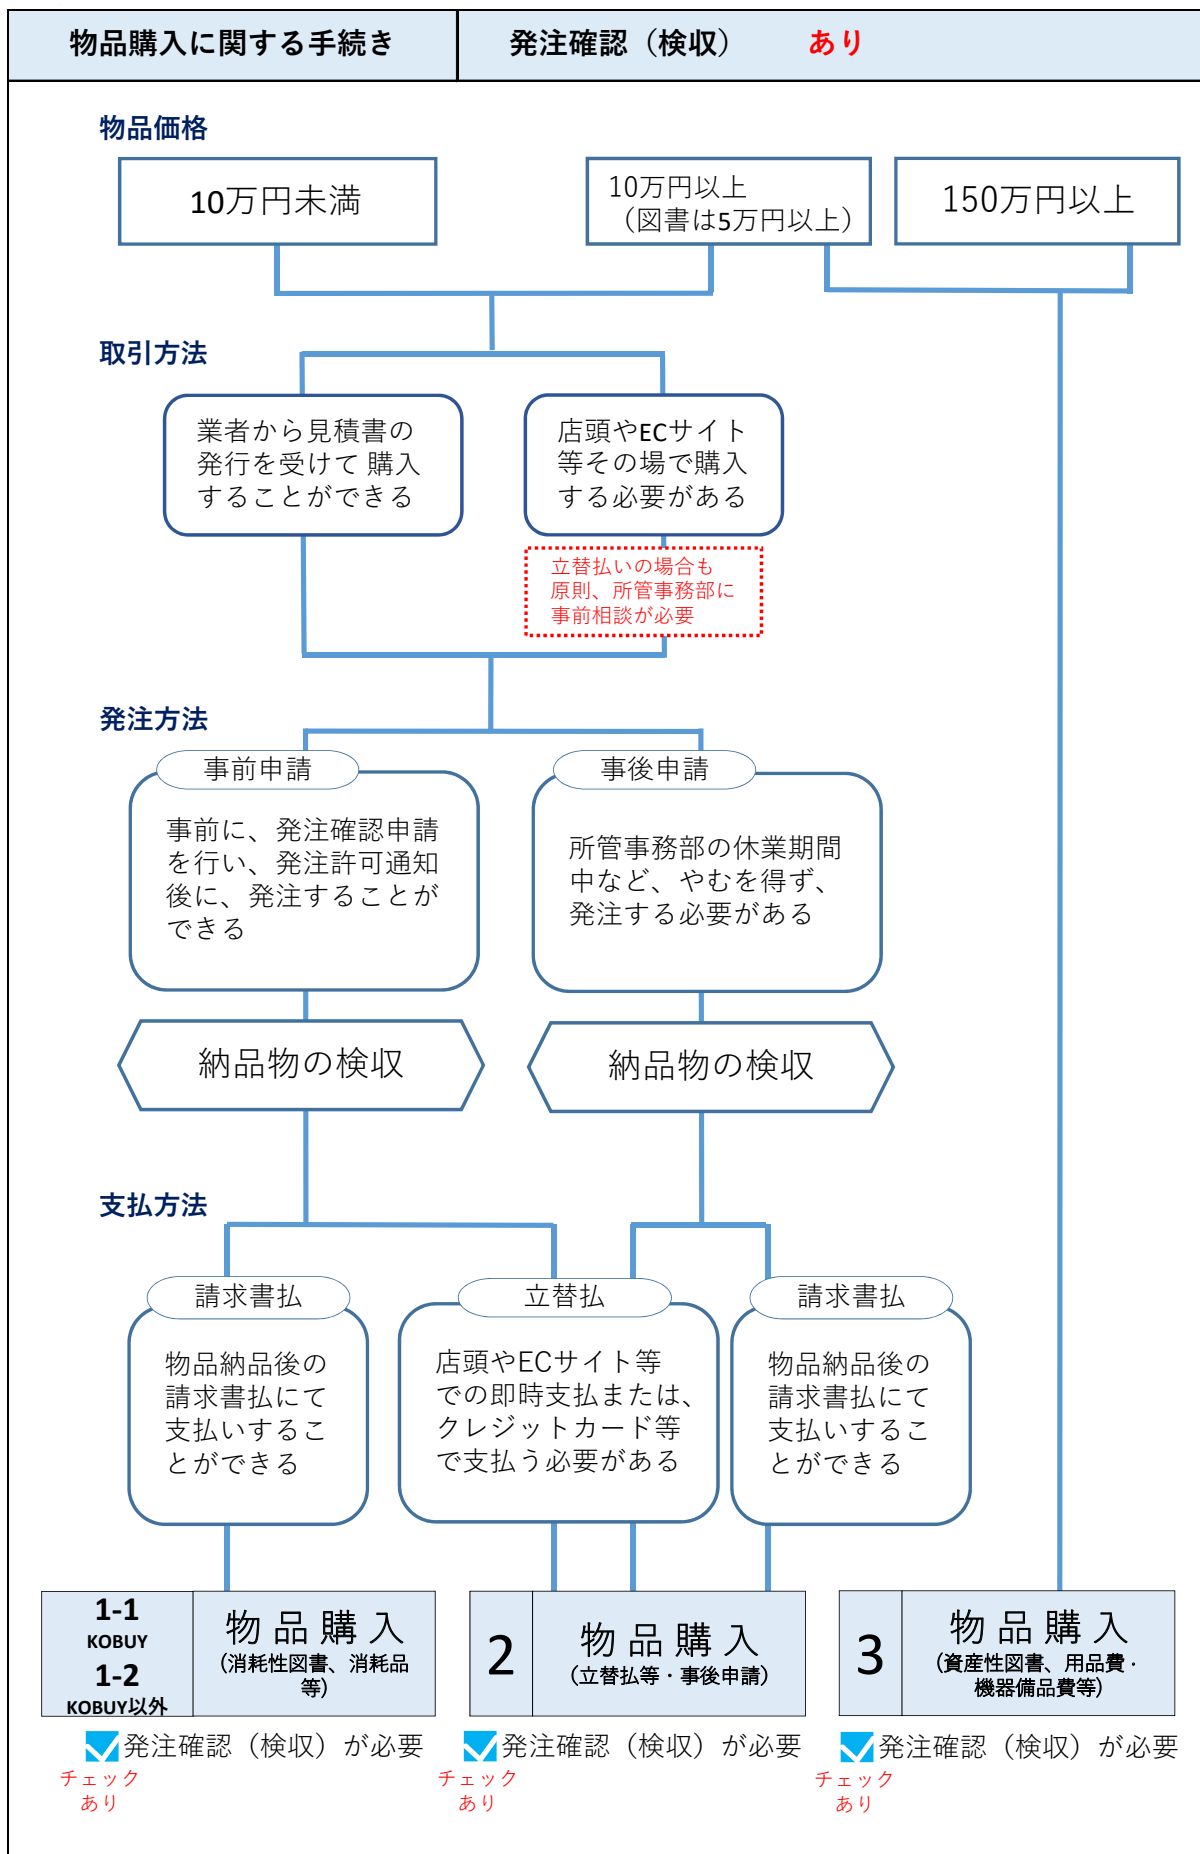 物品購入に関する手続き
発注確認（検収） あり
物品価格
10万円未満
10万円以上
（図書は5万円以上）
150万円以上
取引方法
業者から見積書の
発行を受けて 購入
することができる
店頭やECサイト
等その場で購入
する必要がある
立替払いの場合も
原則、所管事務部に
事前相談が必要
発注方法
事前申請
事前に、発注確認申請
を行い、発注許可通知
後に、発注することが
できる
事後申請
所管事務部の休業期間
中など、やむを得ず、
発注する必要がある
納品物の検収
納品物の検収
支払方法
請求書払
物品納品後の
請求書払にて
支払いするこ
とができる
立替払
店頭やECサイト等
での即時支払または、
クレジットカード等
で支払う必要がある
請求書払
物品納品後の
請求書払にて
支払いするこ
とができる
1-1
KOBUY
1-2
KOBUY以外
物 品 購 入
(消耗性図書、消耗品
等)
2
物 品 購 入
(立替払等・事後申請)
3
物 品 購 入
(資産性図書、用品費・
機器備品費等)
発注確認（検収）が必要
チェック
あり
発注確認（検収）が必要
チェック
あり
発注確認（検収）が必要
チェック
あり